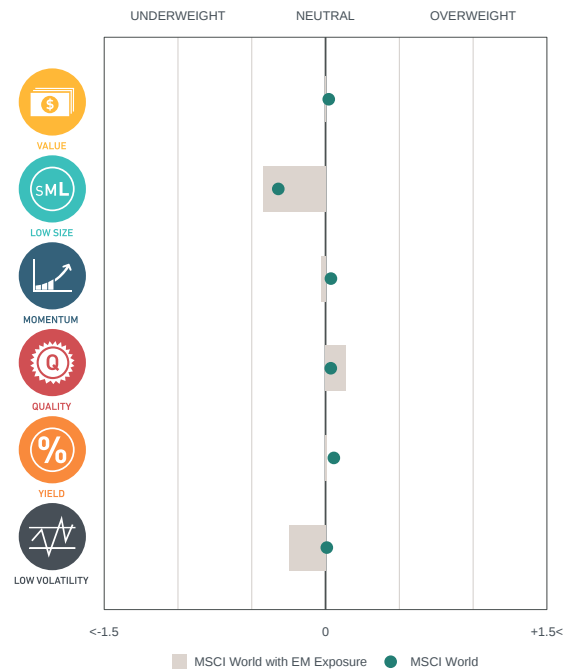 UNDERWEIGHT NEUTRAL OVERWEIGHT
$
VALUE
SML
LOW SIZE
MOMENTUM
Q
QUALITY
%
YIELD
LOW VOLATILITY
<-1.5 0 +1.5<
MSCI World with EM Exposure MSCI World